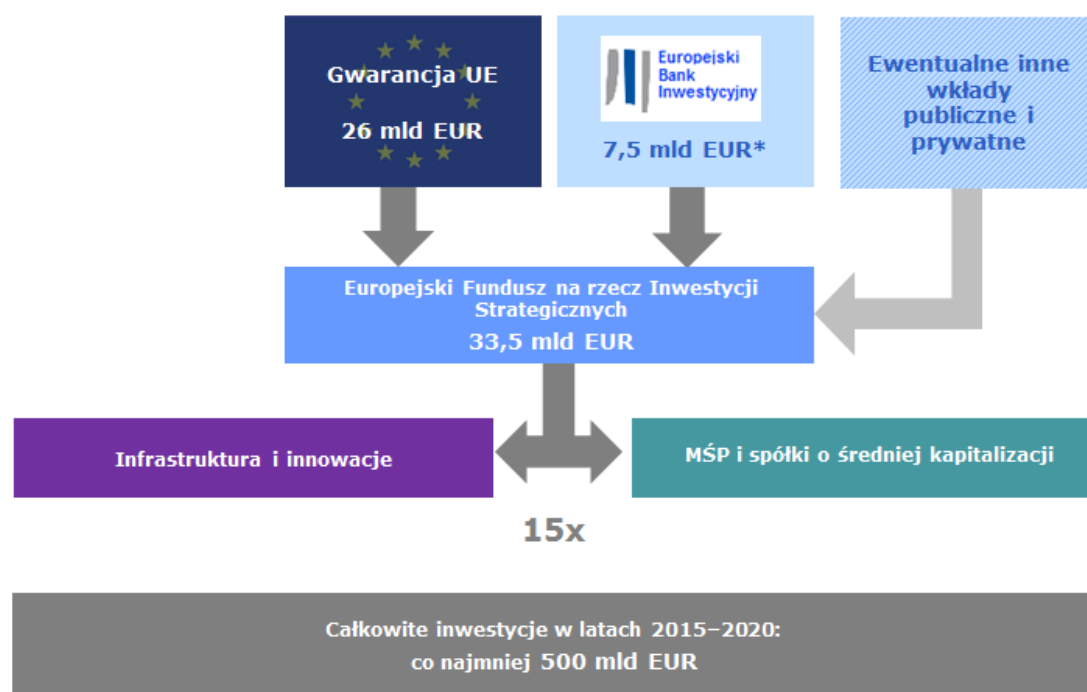 Gwarancja UE
26 mld EUR
Europejski
Bank
Inwestycyjny
7,5 mld EUR*
Ewentualne inne
wkłady
publiczne i
prywatne
Europejski Fundusz na rzecz Inwestycji
Strategicznych
33,5 mld EUR
Infrastruktura i innowacje
MŚP i spółki o średniej kapitalizacji
15x
Całkowite inwestycje w latach 2015–2020:
co najmniej 500 mld EUR